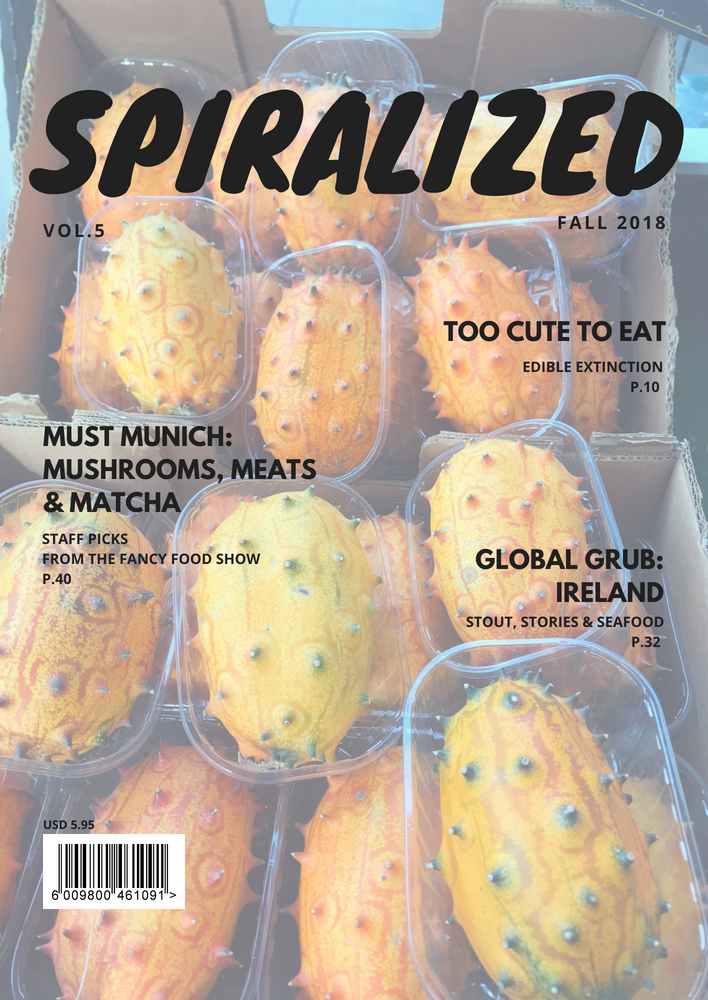 SPIRALIZED
VOL.5
FALL 2018
TOO CUTE TO EAT
EDIBLE EXTINCTION
P.10
MUST MUNICH:
MUSHROOMS, MEATS
& MATCHA
STAFF PICKS
FROM THE FANCY FOOD SHOW
P.40
GLOBAL GRUB:
IRELAND
STOUT, STORIES & SEAFOOD
P.32
USD 5.95
6 009800 461091 >